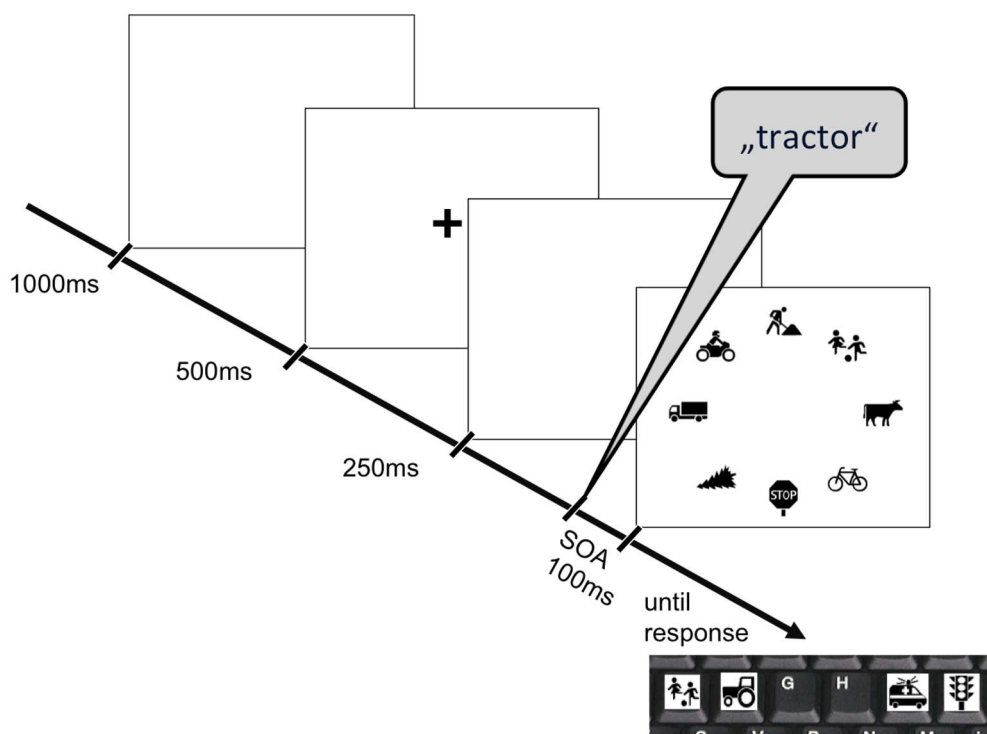 „tractor“
1000ms
500ms
250ms
STOP
SOA
100ms
until
response
G H
V B N M